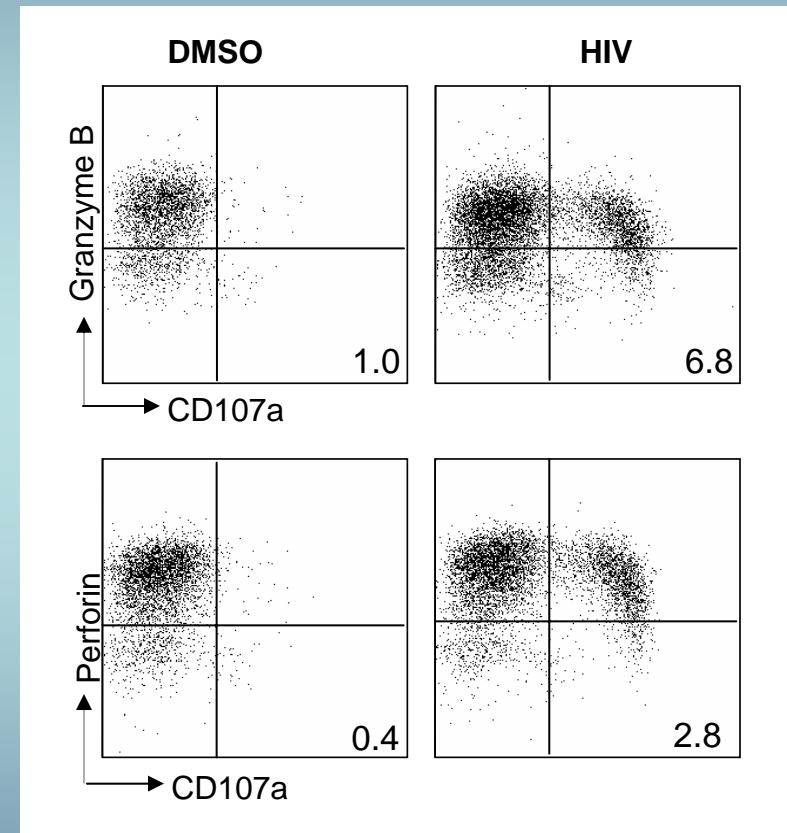 DMSO HIV
Granzyme B
1.0 6.8
CD107a
Perforin
0.4 2.8
CD107a